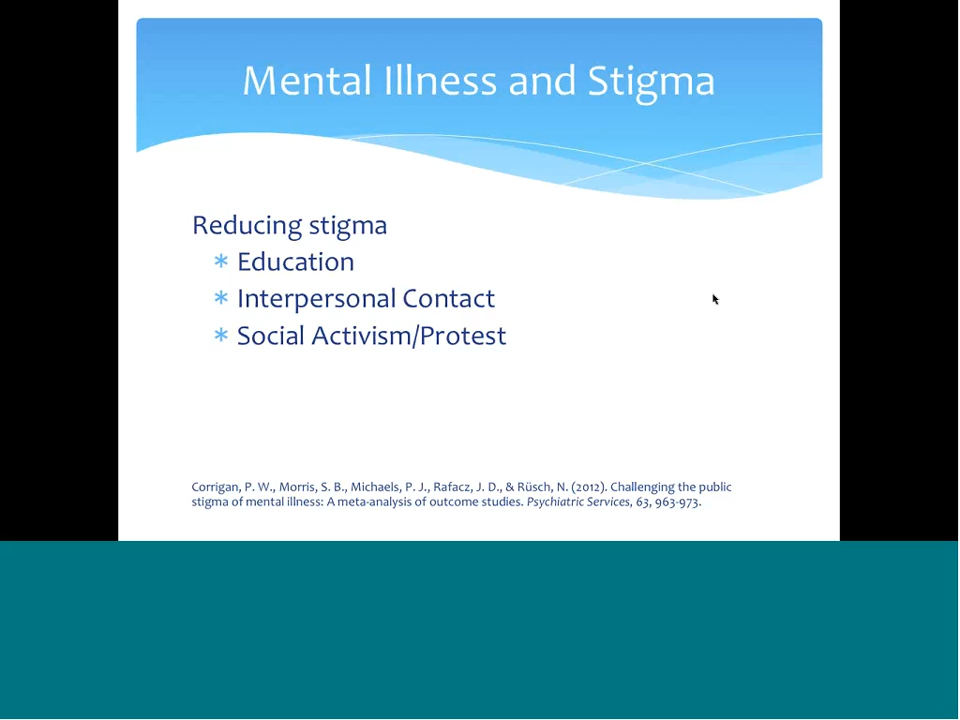 Mental Illness and Stigma
Reducing stigma
* Education
* Interpersonal Contact
* Social Activism/Protest
Corrigan, P. W., Morris, S. B., Michaels, P. J., Rafacz, J. D., & Rüsch, N. (2012). Challenging the public
stigma of mental illness: A meta-analysis of outcome studies. Psychiatric Services, 63, 963-973.